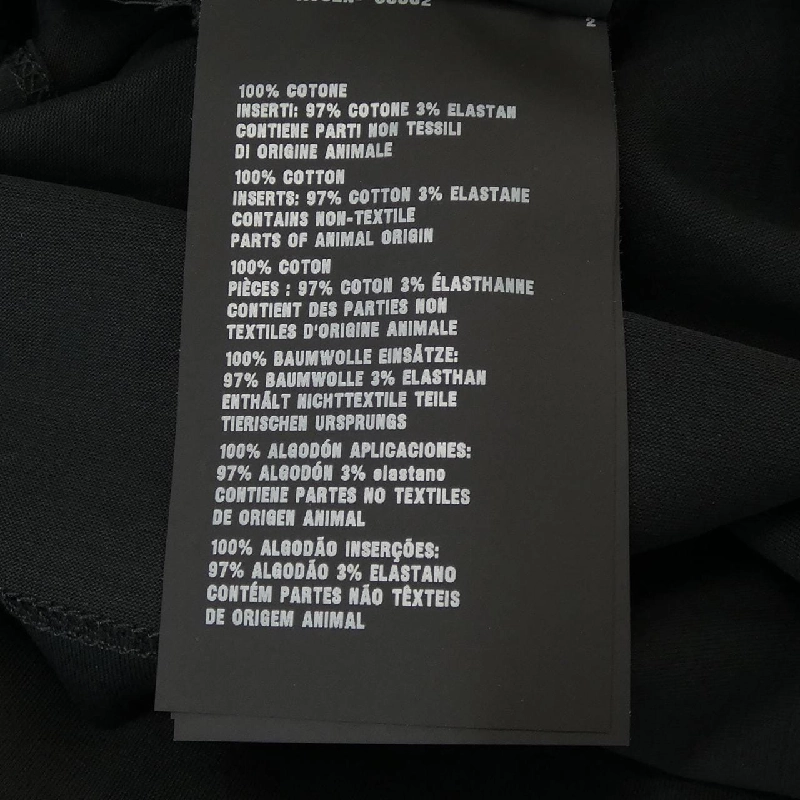 2
100% COTONE
INSERTI: 97% COTONE 3% ELASTAN
CONTIENE PARTI NON TESSILI
DI ORIGINE ANIMALE
100% COTTON
INSERTS: 97% COTTON 3% ELASTANE
CONTAINS NON-TEXTILE
PARTS OF ANIMAL ORIGIN
100% COTON
PIÈCES : 97% COTON 3% ÉLASTHANNE
CONTIENT DES PARTIES NON
TEXTILES D'ORIGINE ANIMALE
100% BAUMWOLLE EINSÄTZE:
97% BAUMWOLLE 3% ELASTHAN
ENTHÄLT NICHTTEXTILE TEILE
TIERISCHEN URSPRUNGS
100% ALGODÓN APLICACIONES:
97% ALGODÓN 3% elastano
CONTIENE PARTES NO TEXTILES
DE ORIGEN ANIMAL
100% ALGODÃO INSERÇÕES:
97% ALGODÃO 3% ELASTANO
CONTÉM PARTES NÃO TÊXTEIS
DE ORIGEM ANIMAL